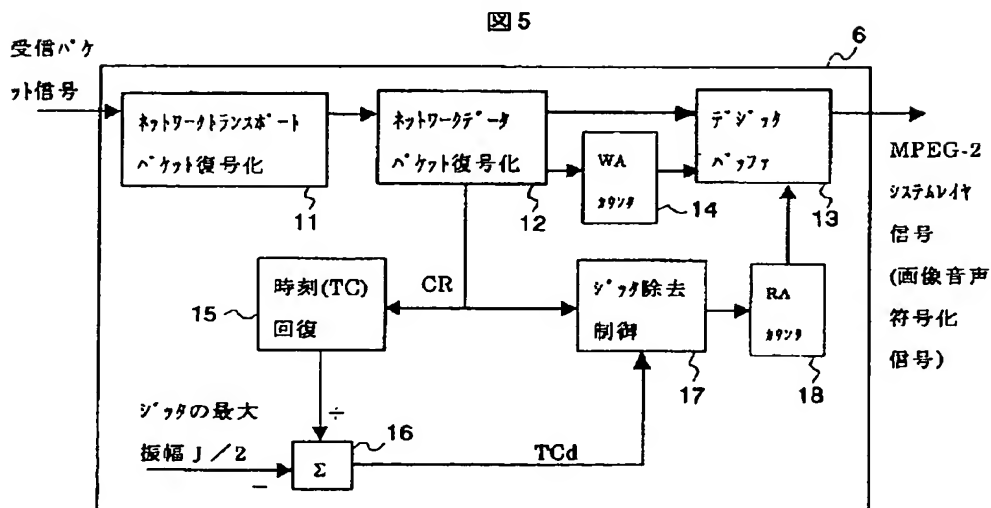 図5
6
受信ﾊﾟｹ
ｯﾄ信号
ﾈｯﾄﾜｰｸﾄﾗﾝｽﾎﾟｰﾄ
ﾊﾟｹｯﾄ復号化
11
ﾈｯﾄﾜｰｸﾃﾞｰﾀ
ﾊﾟｹｯﾄ復号化
12
WA
ｶｳﾝﾀ
14
ﾃﾞｼﾞｯﾀ
ﾊﾞｯﾌｧ
13
MPEG-2
ｼｽﾃﾑﾚｲﾔ
信号
(画像音声
符号化
信号)
CR
時刻(TC)
回復
15
ｼﾞｯﾀ除去
制御
17
RA
ｶｳﾝﾀ
18
ｼﾞｯﾀの最大
振幅J／2
÷
−
Σ
16
TCd